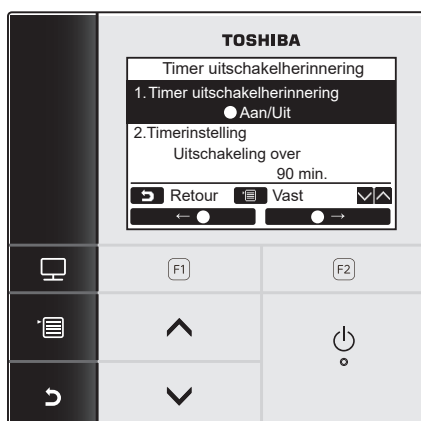 TOSHIBA
Timer uitschakelherinnering
1. Timer uitschakelherinnering
Aan/Uit
2.Timerinstelling
Uitschakeling over
90 min.
Retour Vast
F1 F2